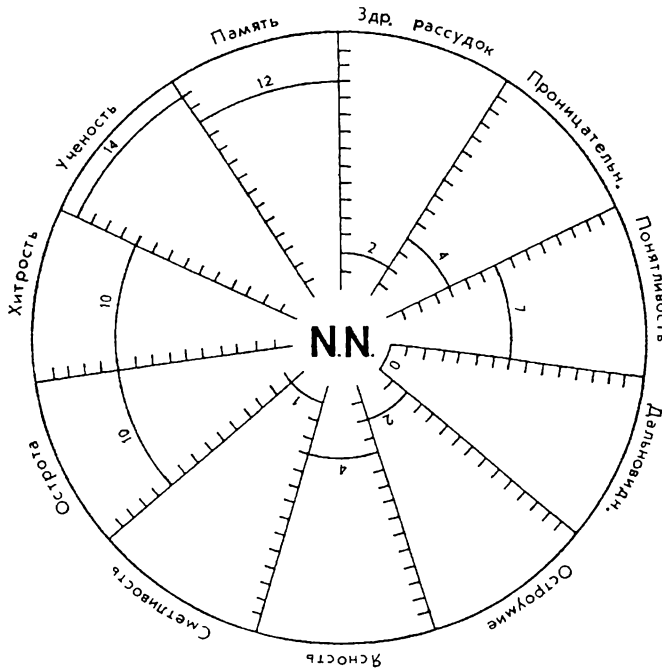 Здр. рассудок
Проницательн.
Понятливость
Дальновидн.
Остроумие
Ясность
Сметливость
Острота
Хитрость
Ученость
Память
2
4
7
0
2
4
1
10
10
14
12
N.N.